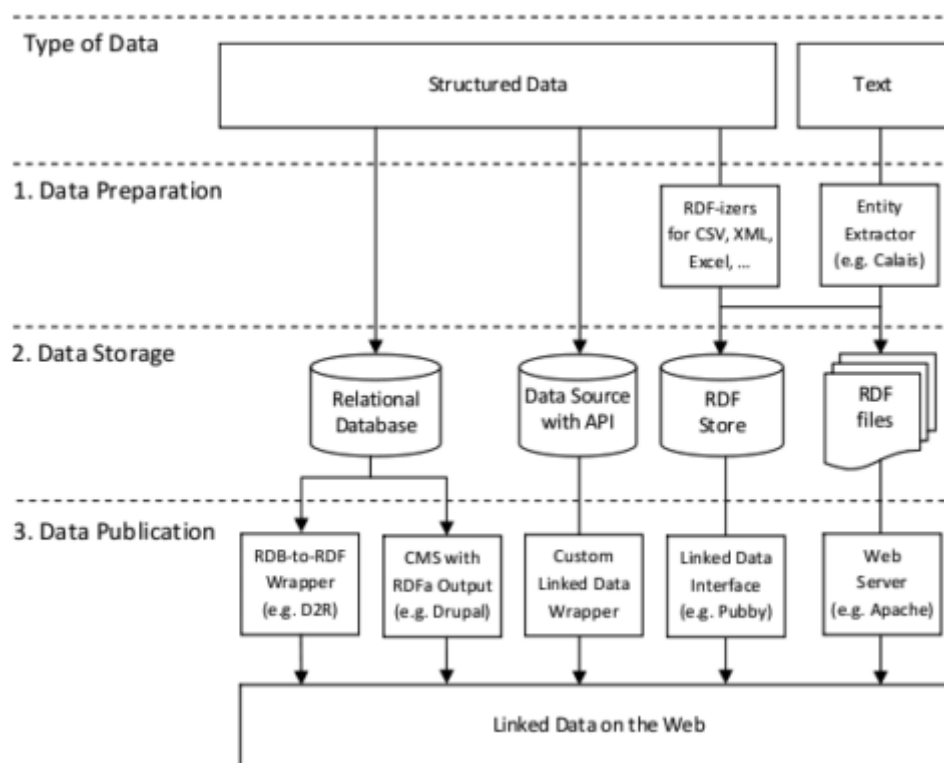 Type of Data
Structured Data
Text
1. Data Preparation
RDF-izers
for CSV, XML,
Excel, ...
Entity
Extractor
(e.g. Calais)
2. Data Storage
Relational
Database
Data Source
with API
RDF
Store
RDF
files
3. Data Publication
RDB-to-RDF
Wrapper
(e.g. D2R)
CMS with
RDFa Output
(e.g. Drupal)
Custom
Linked Data
Wrapper
Linked Data
Interface
(e.g. Pubby)
Web
Server
(e.g. Apache)
Linked Data on the Web